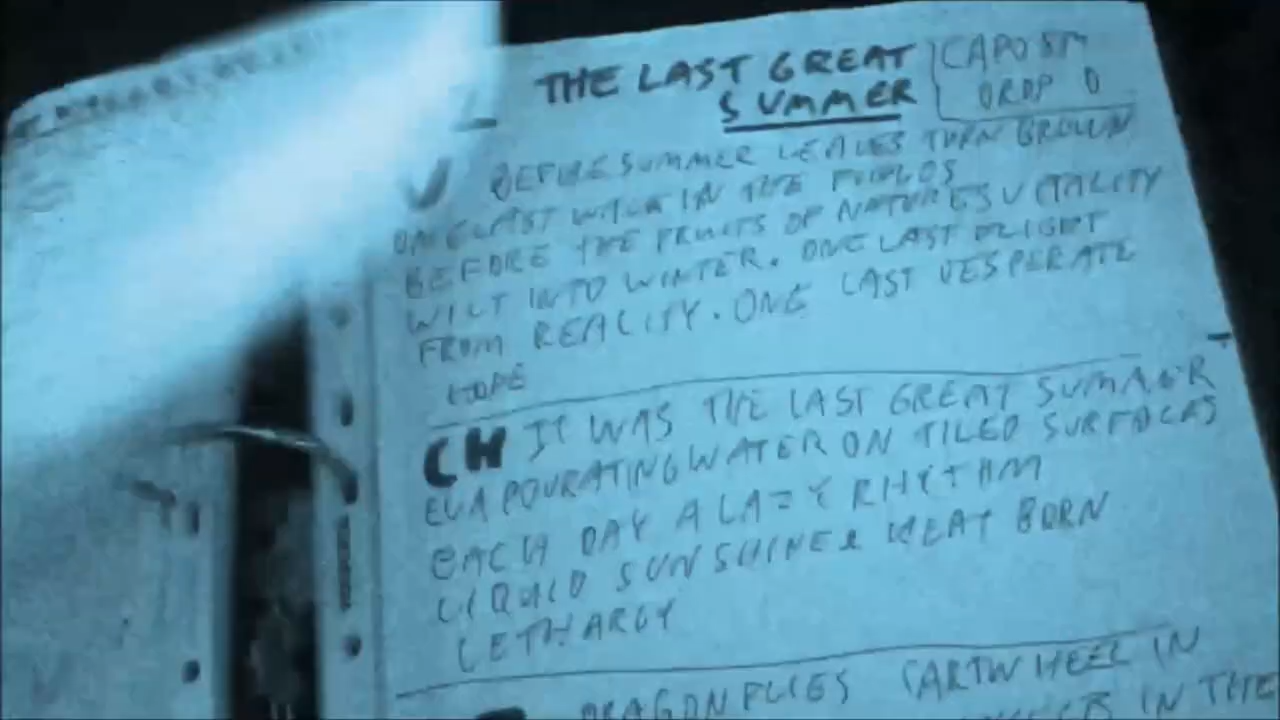 THE LAST GREAT
SUMMER
CAPO 5TH
DROP D
V BEFORE SUMMER LEAVES TURN BROWN
ONE LAST WALK IN THE FIELDS
BEFORE THE FRUITS OF NATURES VITALITY
WILT INTO WINTER. ONE LAST FLIGHT
FROM REALITY. ONE LAST DESPERATE
HOPE
CH IT WAS THE LAST GREAT SUMMER
EVAPOURATING WATER ON TILED SURFACES
EACH DAY A LAZY RHYTHM
LIQUID SUNSHINE & HEAT BORN
LETHARGY
DRAGONFLIES CARTWHEEL IN
IN THE